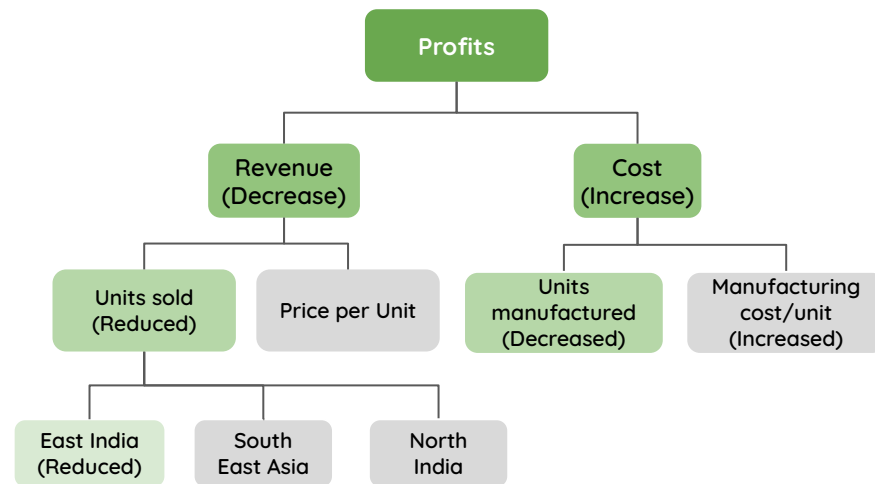 Profits
Revenue
(Decrease)
Cost
(Increase)
Units sold
(Reduced)
Price per Unit
Units
manufactured
(Decreased)
Manufacturing
cost/unit
(Increased)
East India
(Reduced)
South
East Asia
North
India